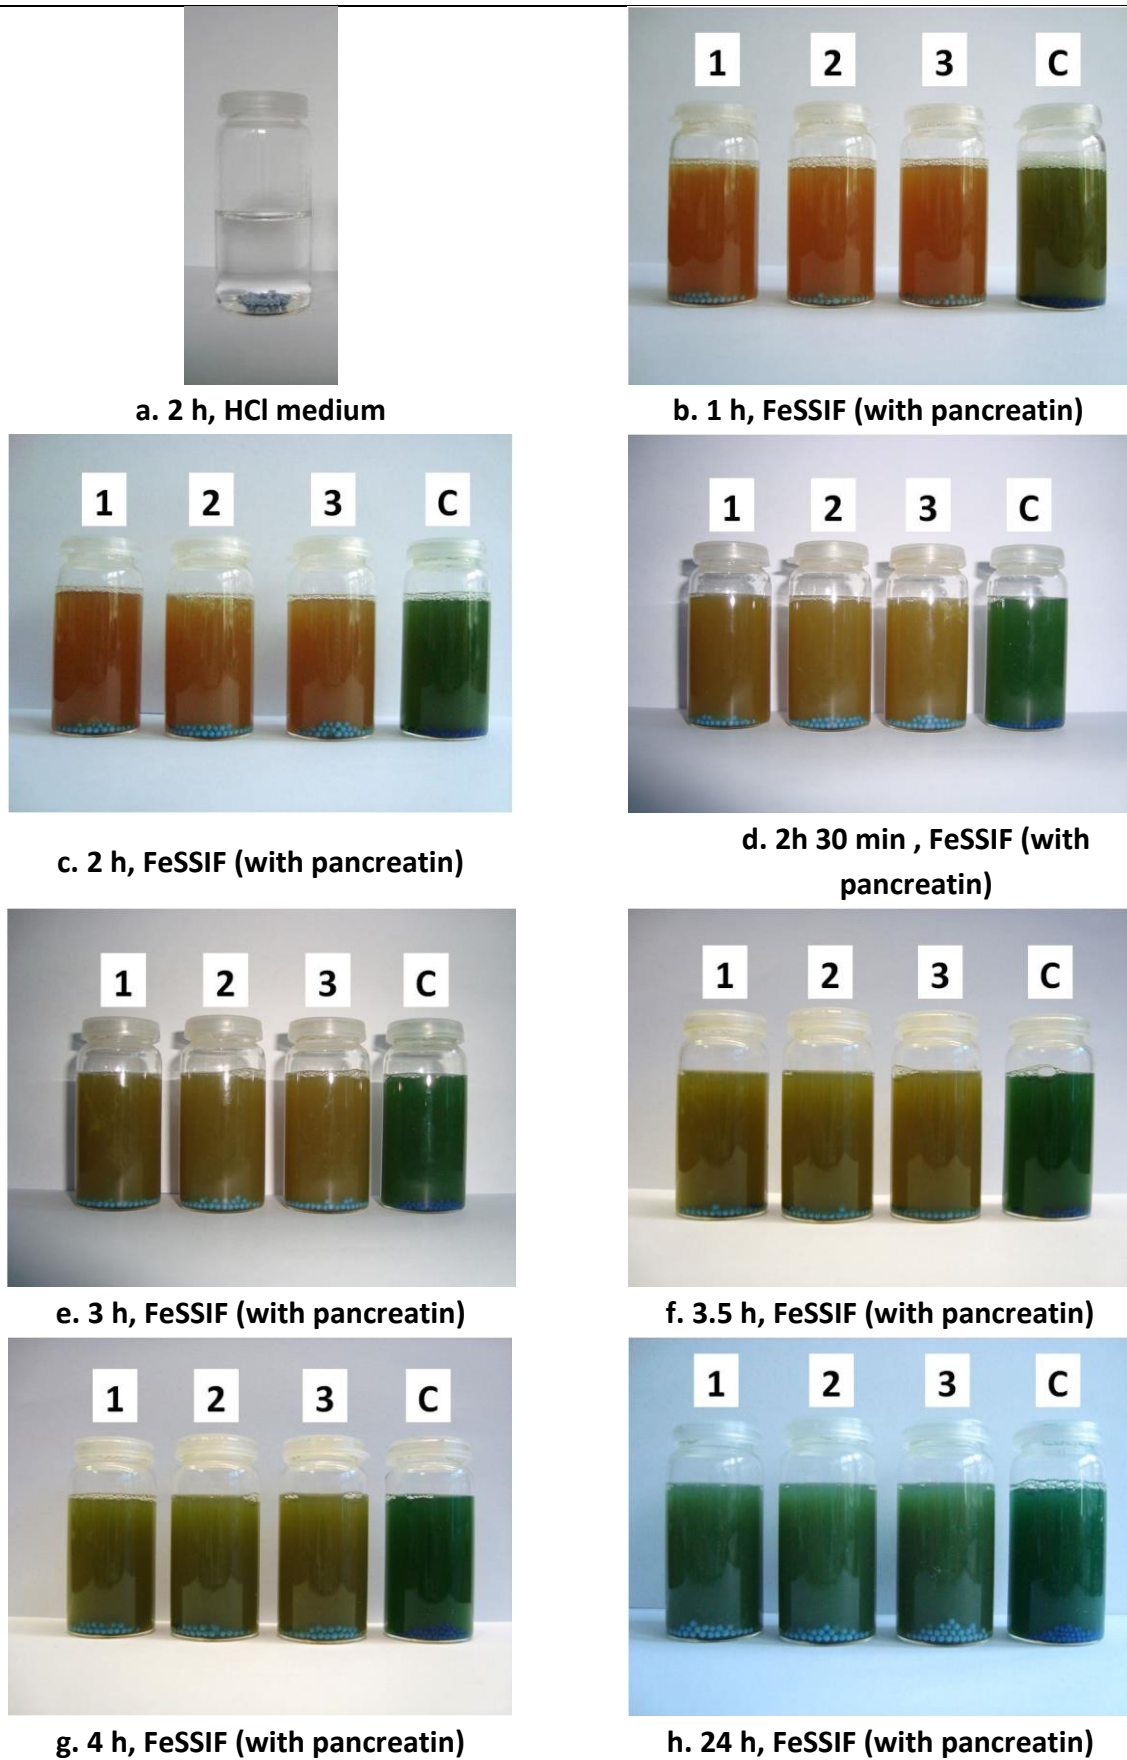 1 2 3 C
a. 2 h, HCl medium
b. 1 h, FeSSIF (with pancreatin)
1 2 3 C
1 2 3 C
c. 2 h, FeSSIF (with pancreatin)
d. 2h 30 min , FeSSIF (with
pancreatin)
1 2 3 C
1 2 3 C
e. 3 h, FeSSIF (with pancreatin)
f. 3.5 h, FeSSIF (with pancreatin)
1 2 3 C
1 2 3 C
g. 4 h, FeSSIF (with pancreatin)
h. 24 h, FeSSIF (with pancreatin)